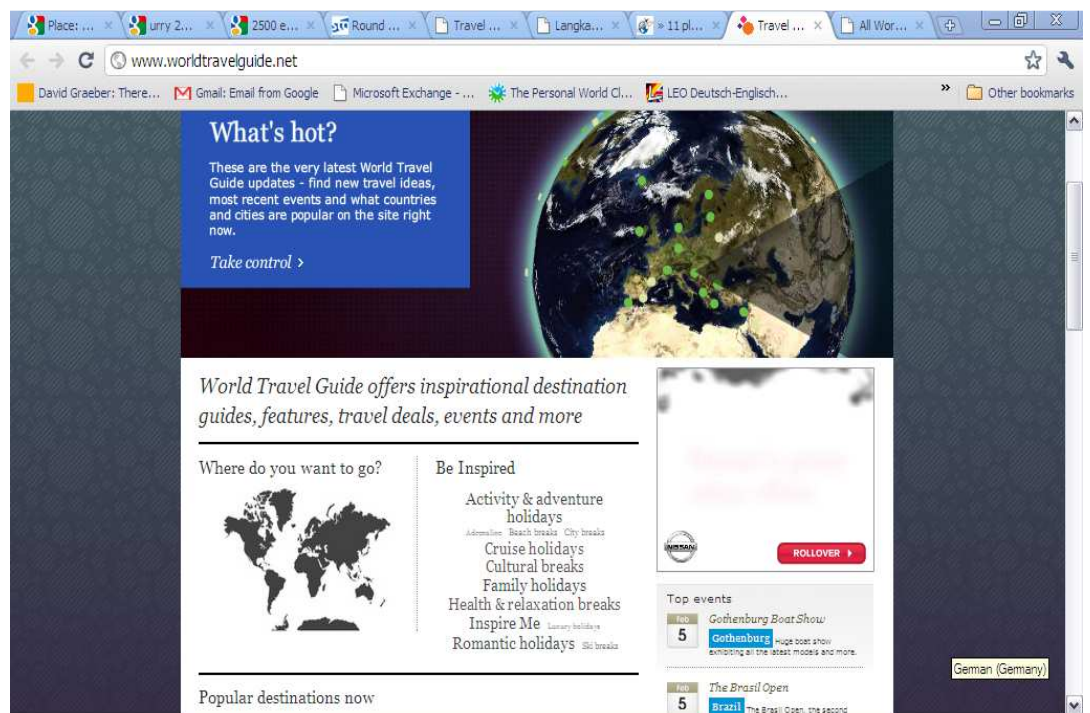 Place: ...
urry 2...
2500 e...
Round ...
Travel ...
Langka...
» 11 pl...
Travel ...
All Wor...
www.worldtravelguide.net
David Graeber: There...
Gmail: Email from Google
Microsoft Exchange - ...
The Personal World Cl...
LEO Deutsch-Englisch...
»
Other bookmarks
What's hot?
These are the very latest World Travel
Guide updates - find new travel ideas,
most recent events and what countries
and cities are popular on the site right
now.
Take control ›
World Travel Guide offers inspirational destination
guides, features, travel deals, events and more
Where do you want to go?
Be Inspired
Activity & adventure
holidays
Adrenaline Beach breaks City breaks
Cruise holidays
Cultural breaks
Family holidays
Health & relaxation breaks
Inspire Me Luxury holidays
Romantic holidays Ski breaks
Popular destinations now
NISSAN
ROLLOVER
Top events
Feb
5
Gothenburg Boat Show
Gothenburg Huge boat show
exhibiting all the latest models and more.
Feb
5
The Brasil Open
Brazil The Brasil Open, the second
German (Germany)